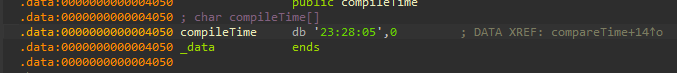 .data:0000000000004050 public compileTime
.data:0000000000004050 ; char compileTime[]
.data:0000000000004050 compileTime db '23:28:05',0 ; DATA XREF: compareTime+14↑o
.data:0000000000004050 _data ends
.data:0000000000004050